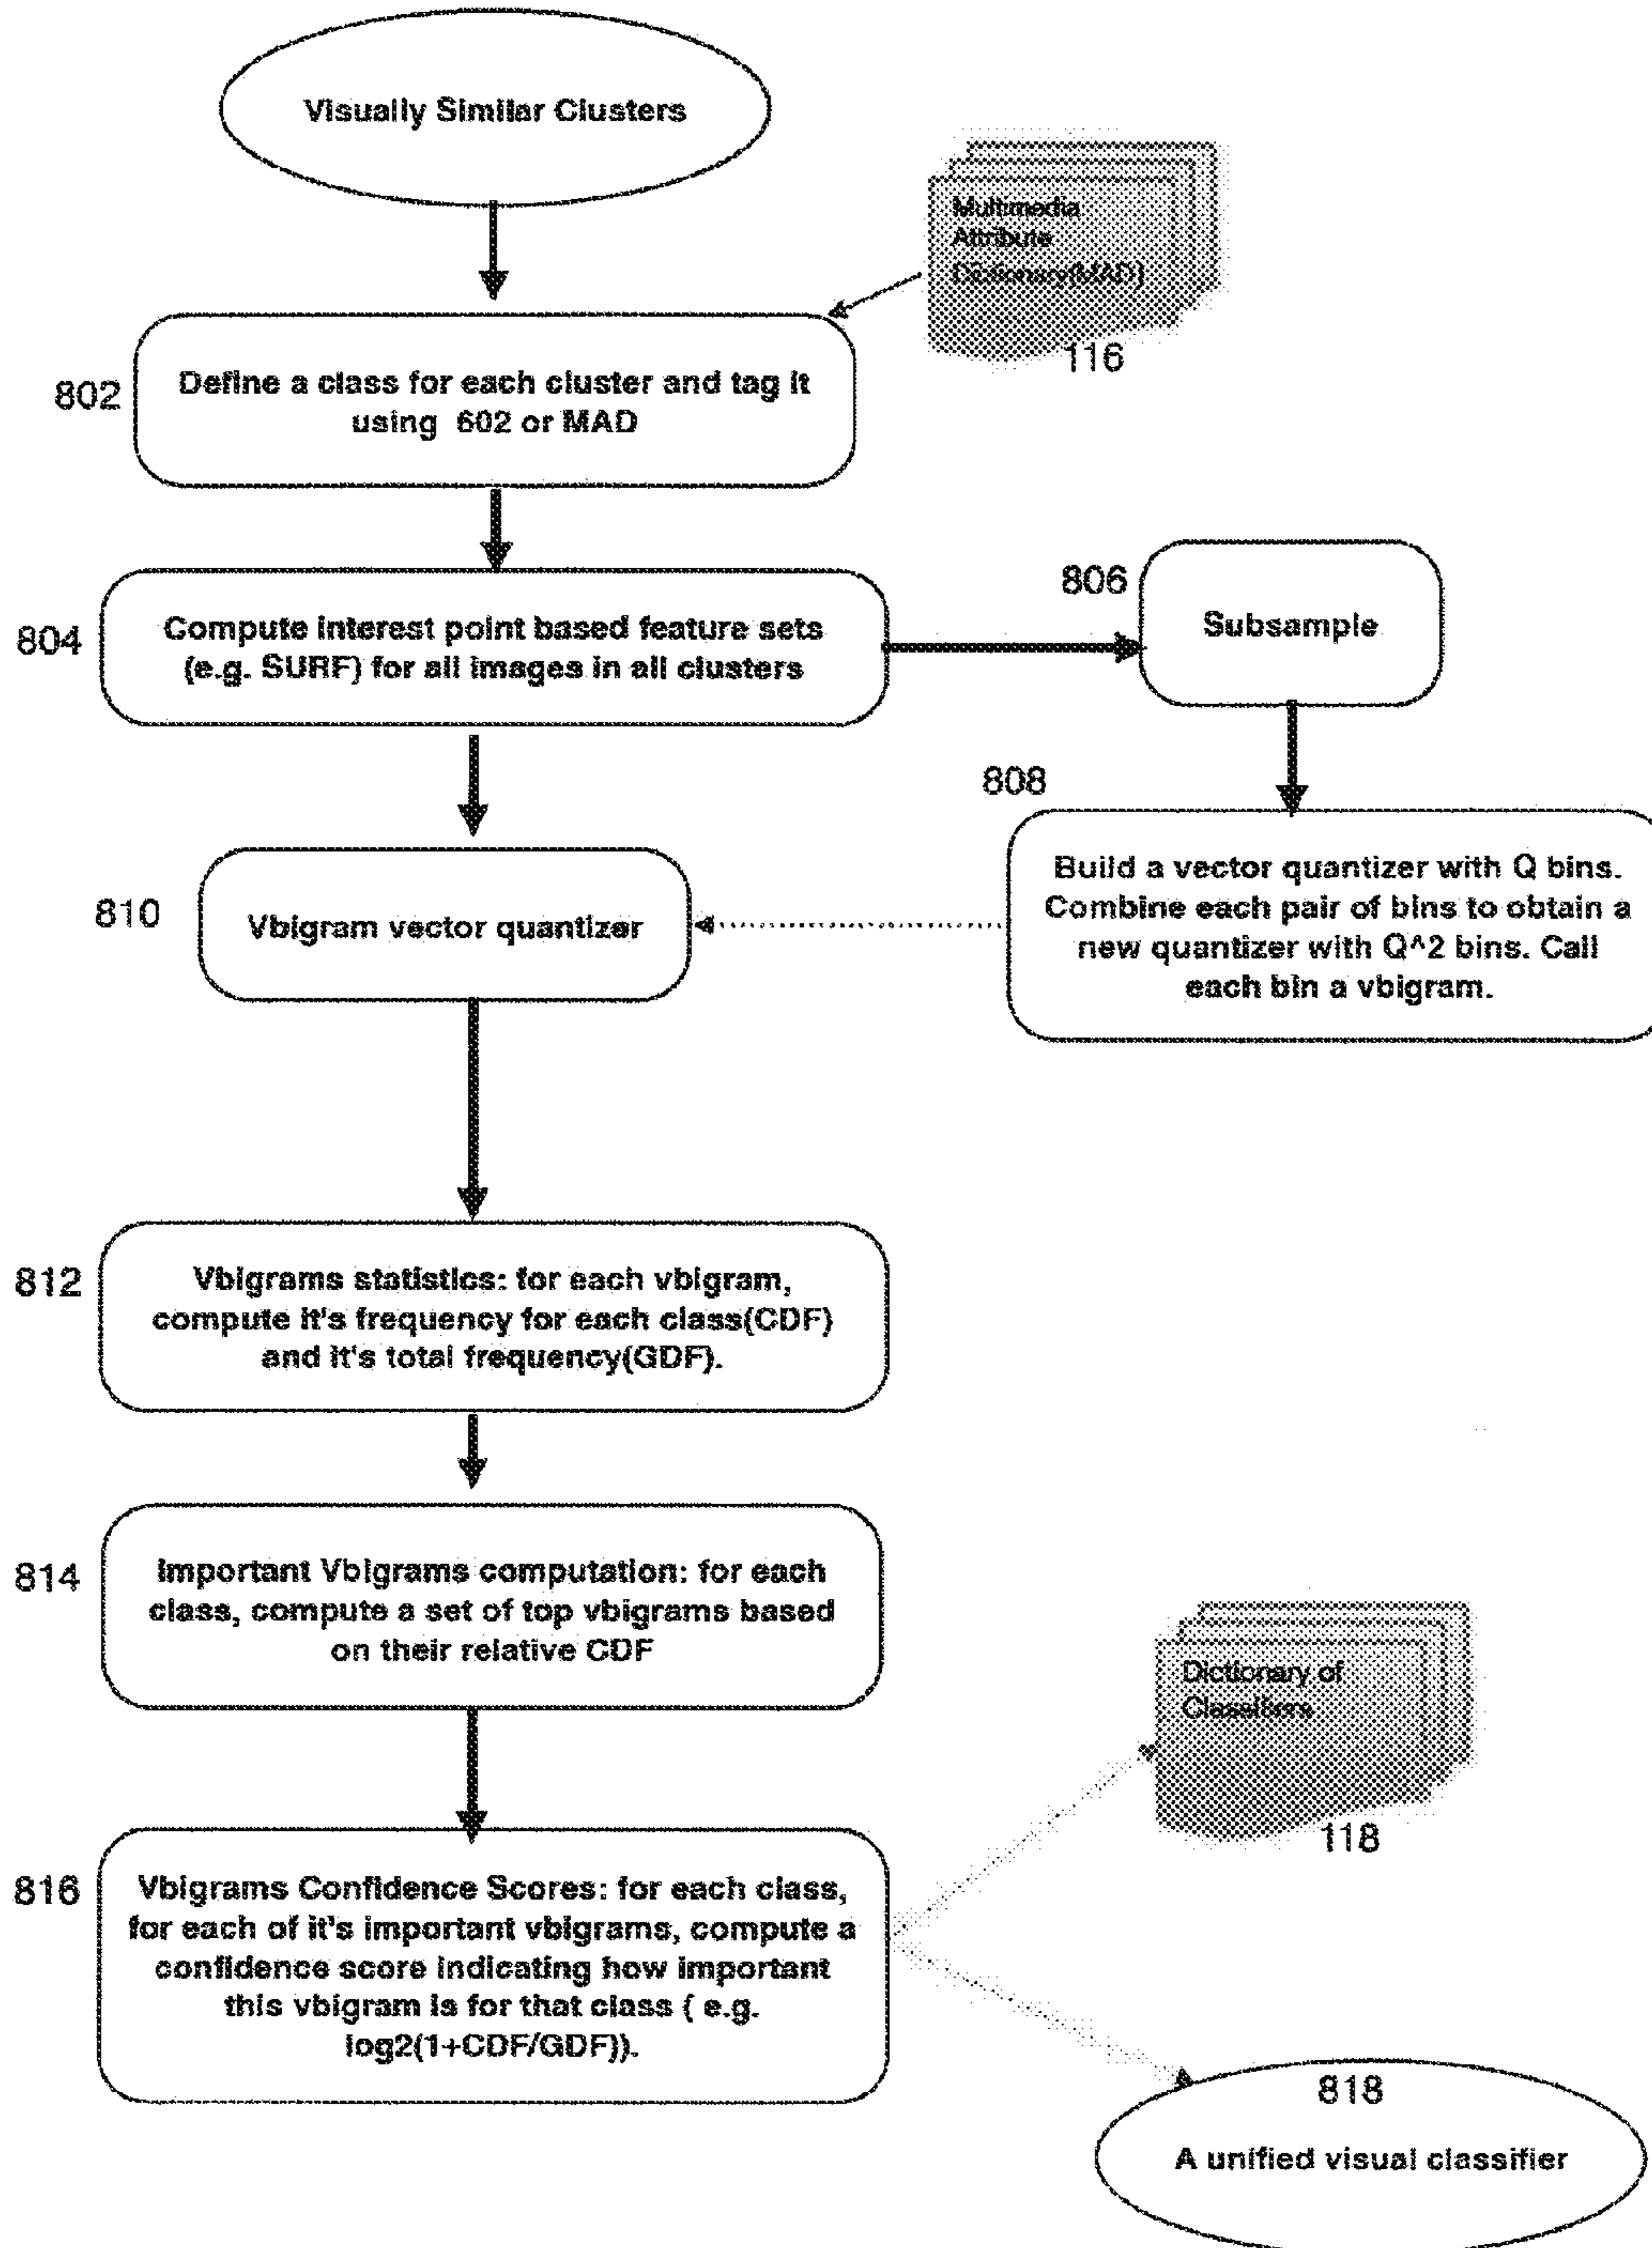 Visually Similar Clusters
Multimedia
Attribute
Dictionary(MAD)
116
802
Define a class for each cluster and tag it
using 602 or MAD
804
Compute interest point based feature sets
(e.g. SURF) for all images in all clusters
806
Subsample
808
Build a vector quantizer with Q bins.
Combine each pair of bins to obtain a
new quantizer with Q^2 bins. Call
each bin a vbigram.
810
Vbigram vector quantizer
812
Vbigrams statistics: for each vbigram,
compute it's frequency for each class(CDF)
and it's total frequency(GDF).
814
Important Vbigrams computation: for each
class, compute a set of top vbigrams based
on their relative CDF
Dictionary of
Classifiers
118
816
Vbigrams Confidence Scores: for each class,
for each of it's important vbigrams, compute a
confidence score indicating how important
this vbigram is for that class ( e.g.
log2(1+CDF/GDF)).
818
A unified visual classifier